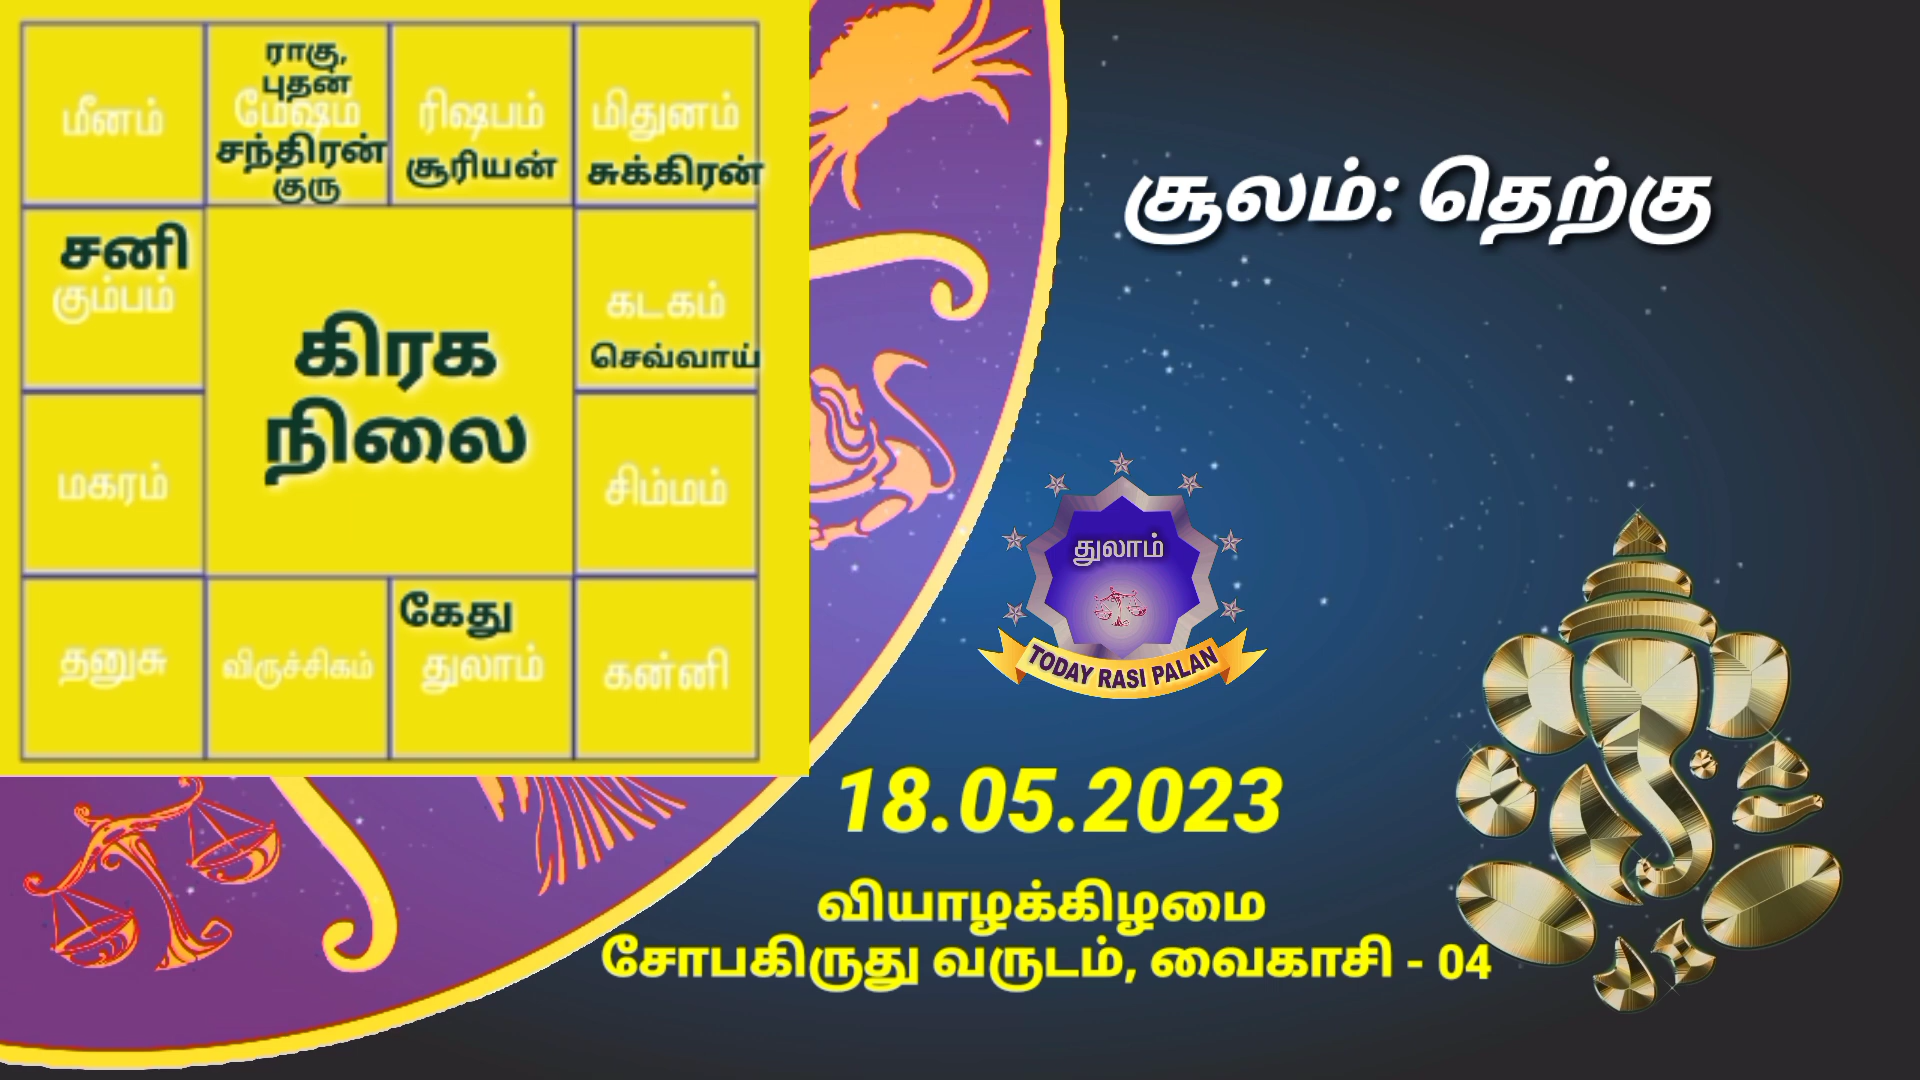 ராகு,
புதன்
மீனம்
மேஷம்
ரிஷபம்
மிதுனம்
சந்திரன்
சூரியன்
சுக்கிரன்
குரு
சனி
கும்பம்
கடகம்
செவ்வாய்
கிரக
நிலை
மகரம்
சிம்மம்
கேது
தனுசு
விருச்சிகம்
துலாம்
கன்னி
சூலம்: தெற்கு
துலாம்
TODAY RASI PALAN
18.05.2023
வியாழக்கிழமை
சோபகிருது வருடம், வைகாசி - 04